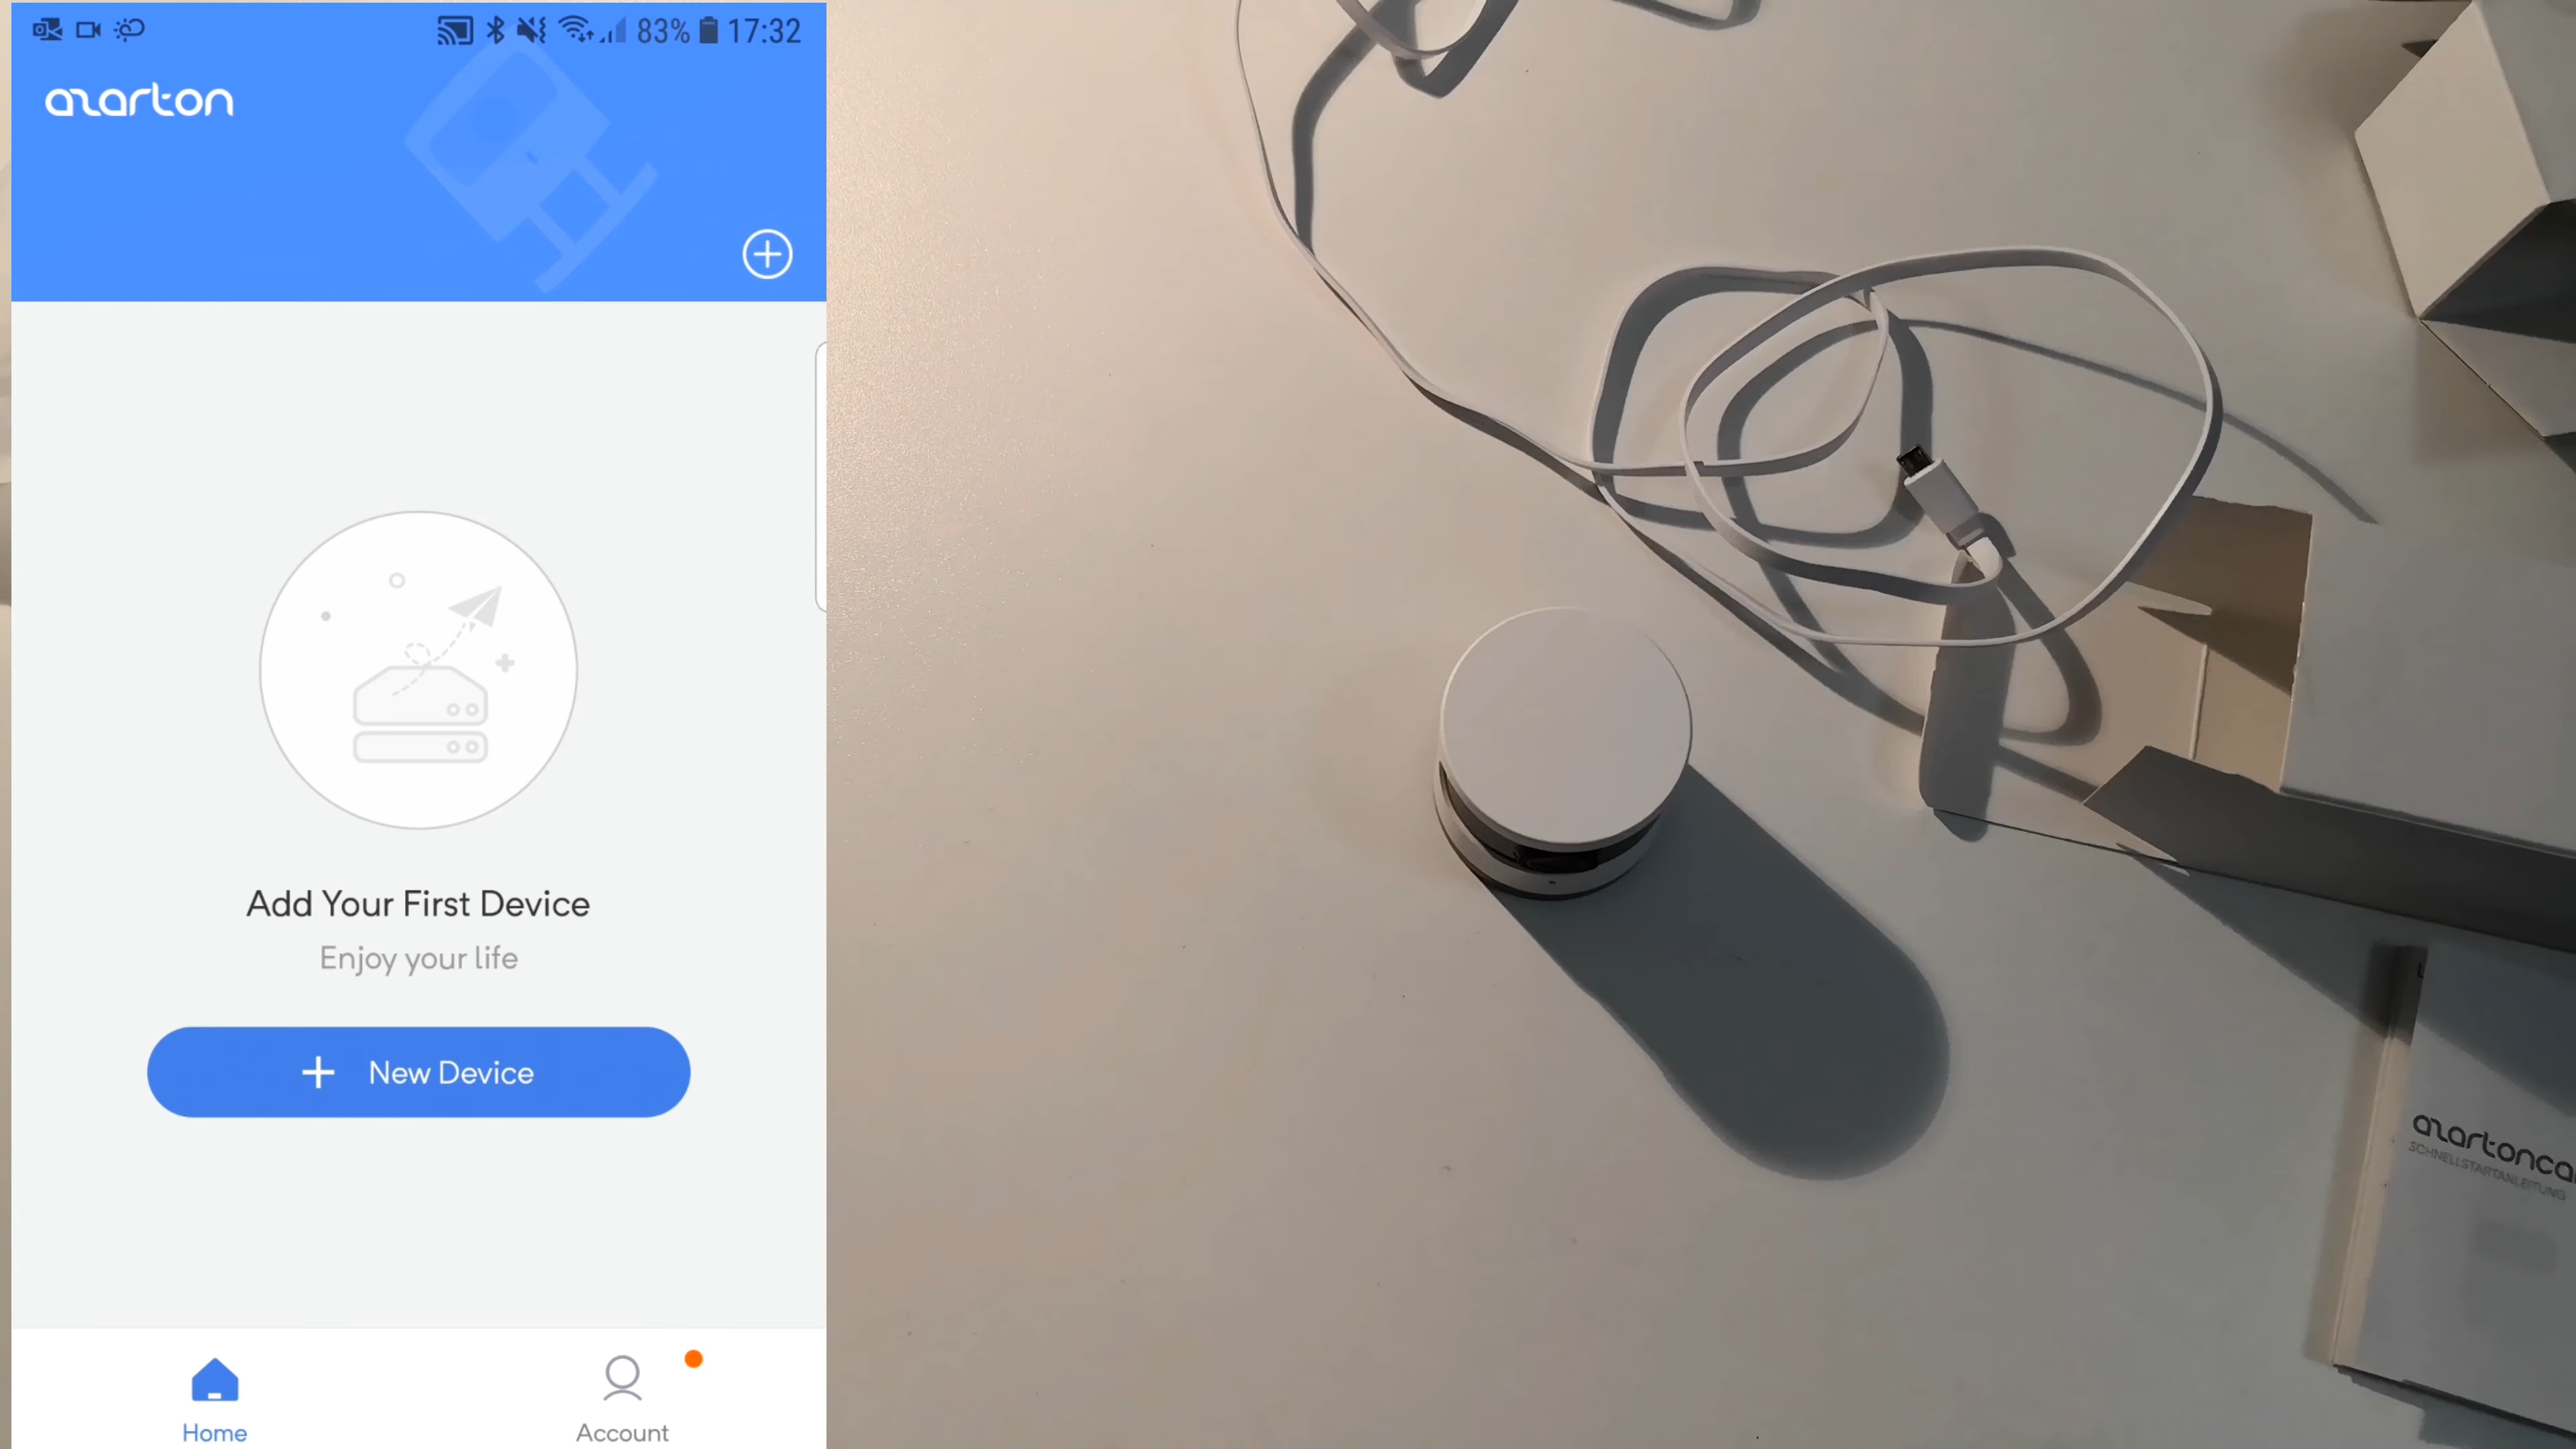 83% 17:32
azarton
Add Your First Device
Enjoy your life
New Device
Home
Account
azartonca
SCHNELLSTARTANLEITUNG